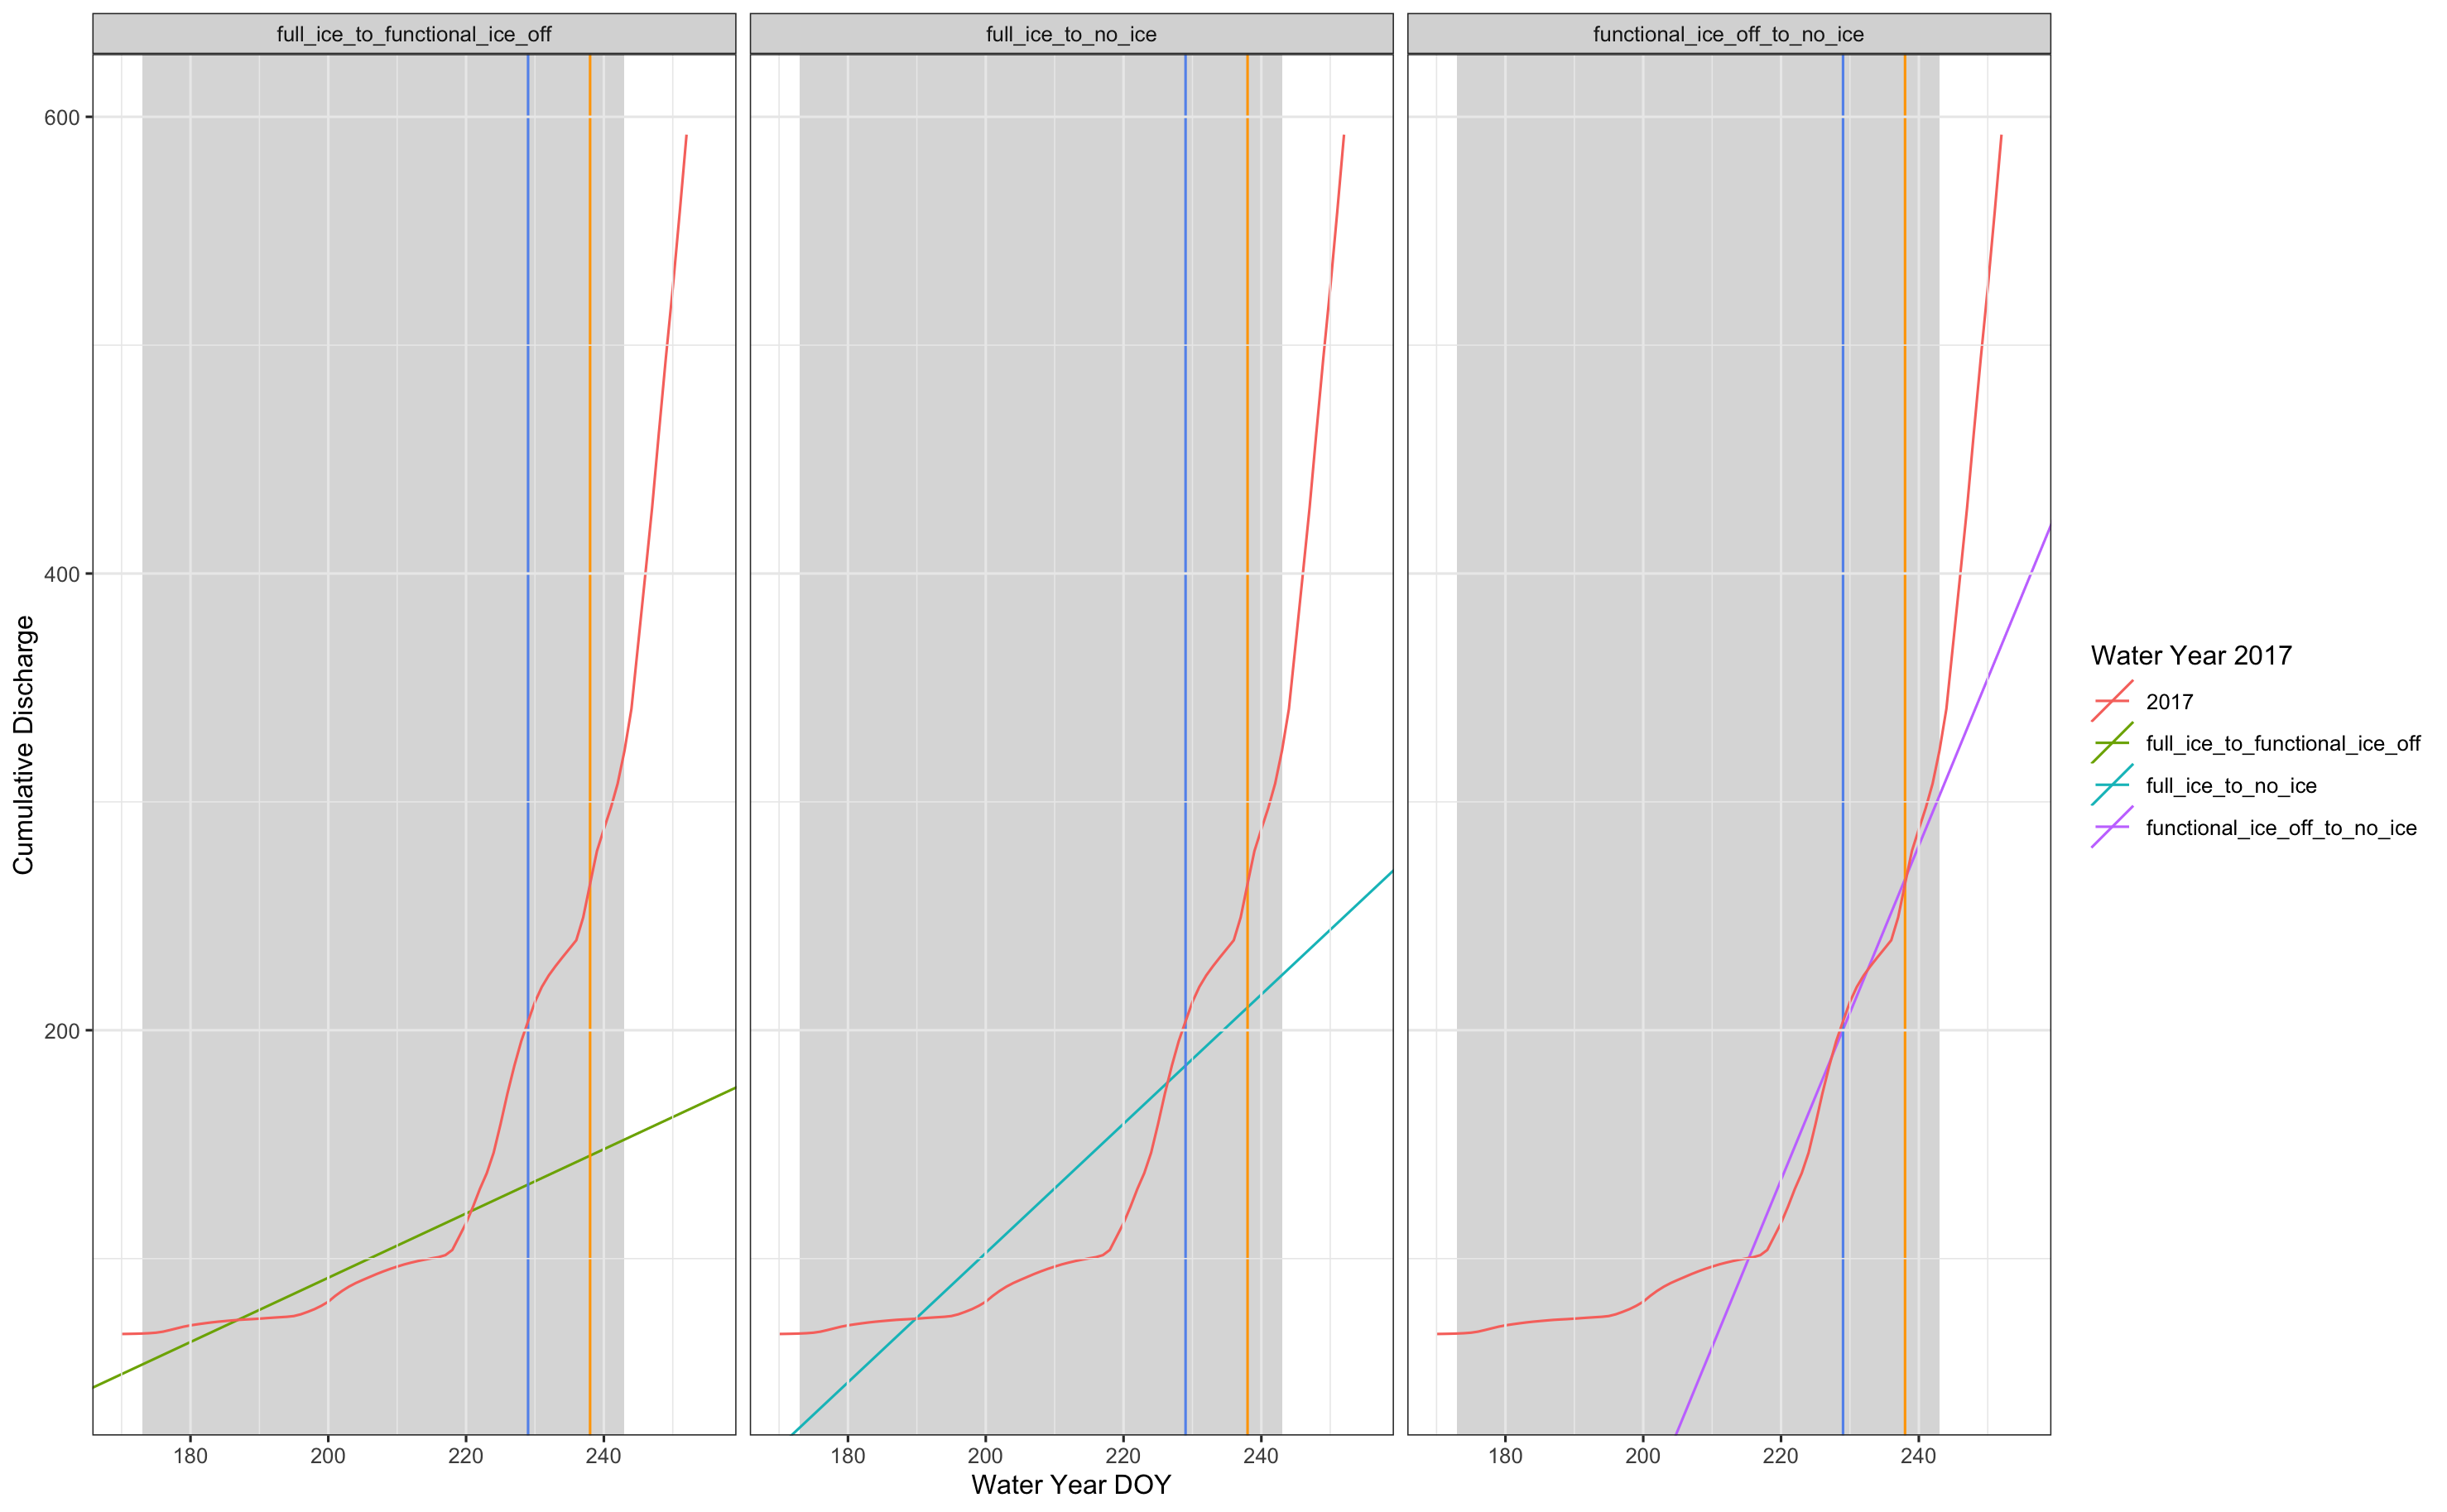 full_ice_to_functional_ice_off
full_ice_to_no_ice
functional_ice_off_to_no_ice
600
400
200
Cumulative Discharge
180 200 220 240
180 200 220 240
180 200 220 240
Water Year DOY
Water Year 2017
2017
full_ice_to_functional_ice_off
full_ice_to_no_ice
functional_ice_off_to_no_ice